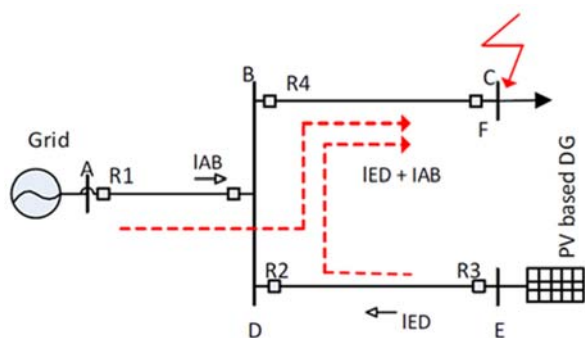 B
R4
C
F
Grid
A
R1
IAB
IED + IAB
PV based DG
R2
R3
D
IED
E